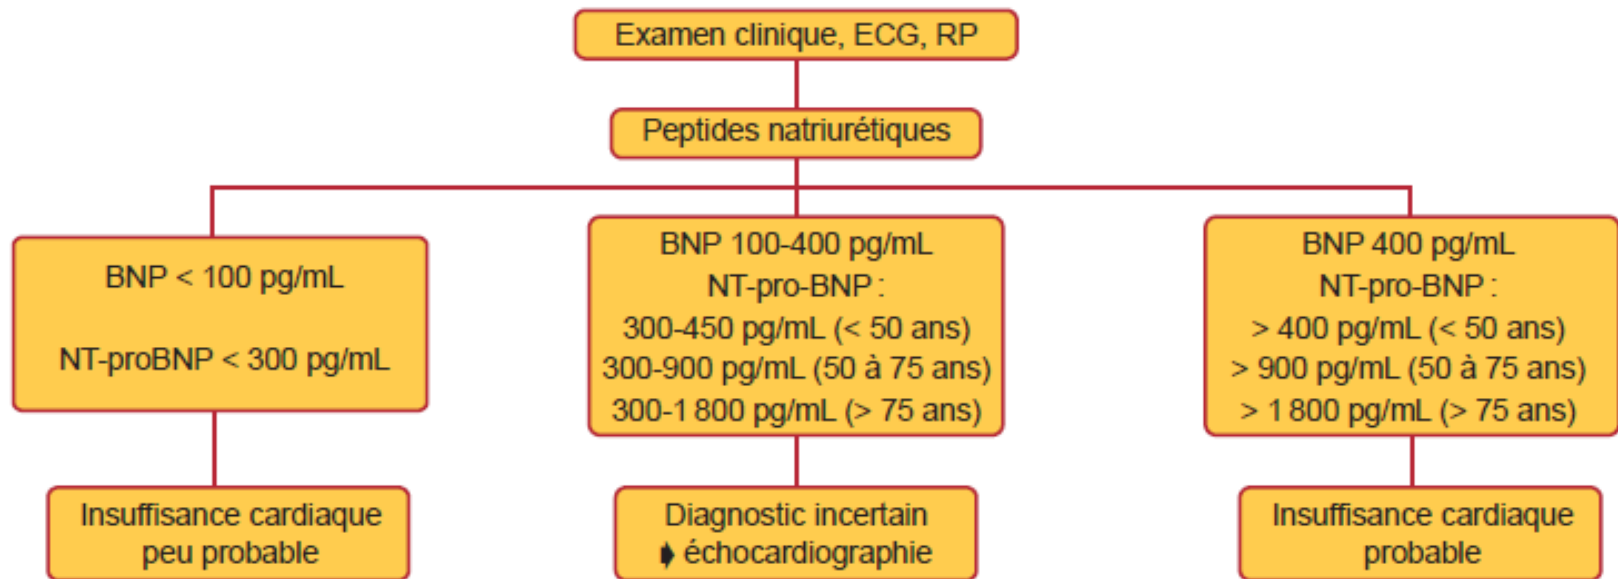 Examen clinique, ECG, RP
Peptides natriurétiques
BNP < 100 pg/mL
NT-proBNP < 300 pg/mL
BNP 100-400 pg/mL
NT-pro-BNP :
300-450 pg/mL (< 50 ans)
300-900 pg/mL (50 à 75 ans)
300-1 800 pg/mL (> 75 ans)
BNP 400 pg/mL
NT-pro-BNP :
> 400 pg/mL (< 50 ans)
> 900 pg/mL (50 à 75 ans)
> 1 800 pg/mL (> 75 ans)
Insuffisance cardiaque
peu probable
Diagnostic incertain
➧ échocardiographie
Insuffisance cardiaque
probable